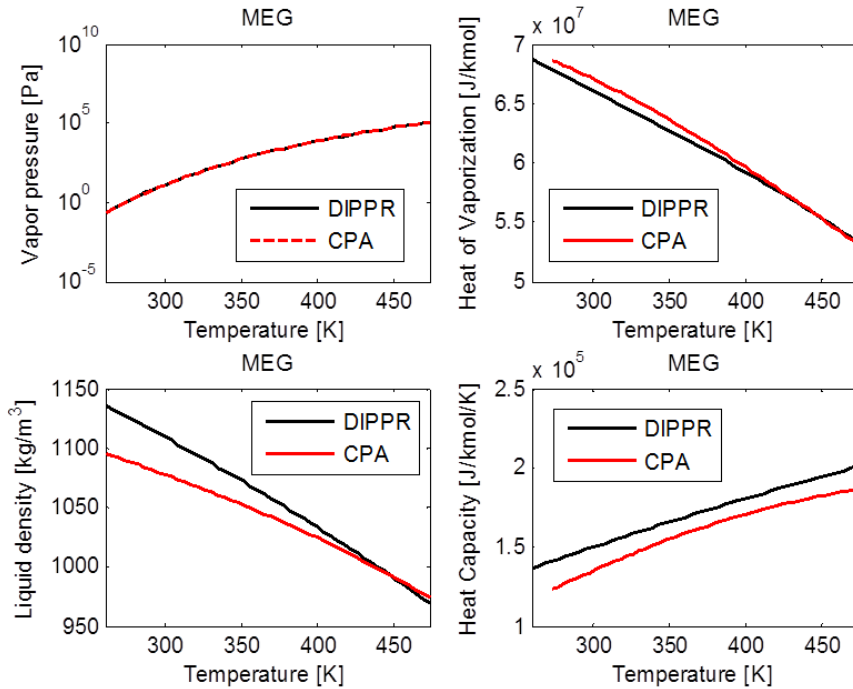 MEG
10^10
10^5
10^0
10^-5
Vapor pressure [Pa]
DIPPR
CPA
300 350 400 450
Temperature [K]
x 10^7
MEG
7
6.5
6
5.5
5
Heat of Vaporization [J/kmol]
DIPPR
CPA
300 350 400 450
Temperature [K]
MEG
1150
1100
1050
1000
950
Liquid density [kg/m^3]
DIPPR
CPA
300 350 400 450
Temperature [K]
x 10^5
MEG
2.5
2
1.5
1
Heat Capacity [J/kmol/K]
DIPPR
CPA
300 350 400 450
Temperature [K]